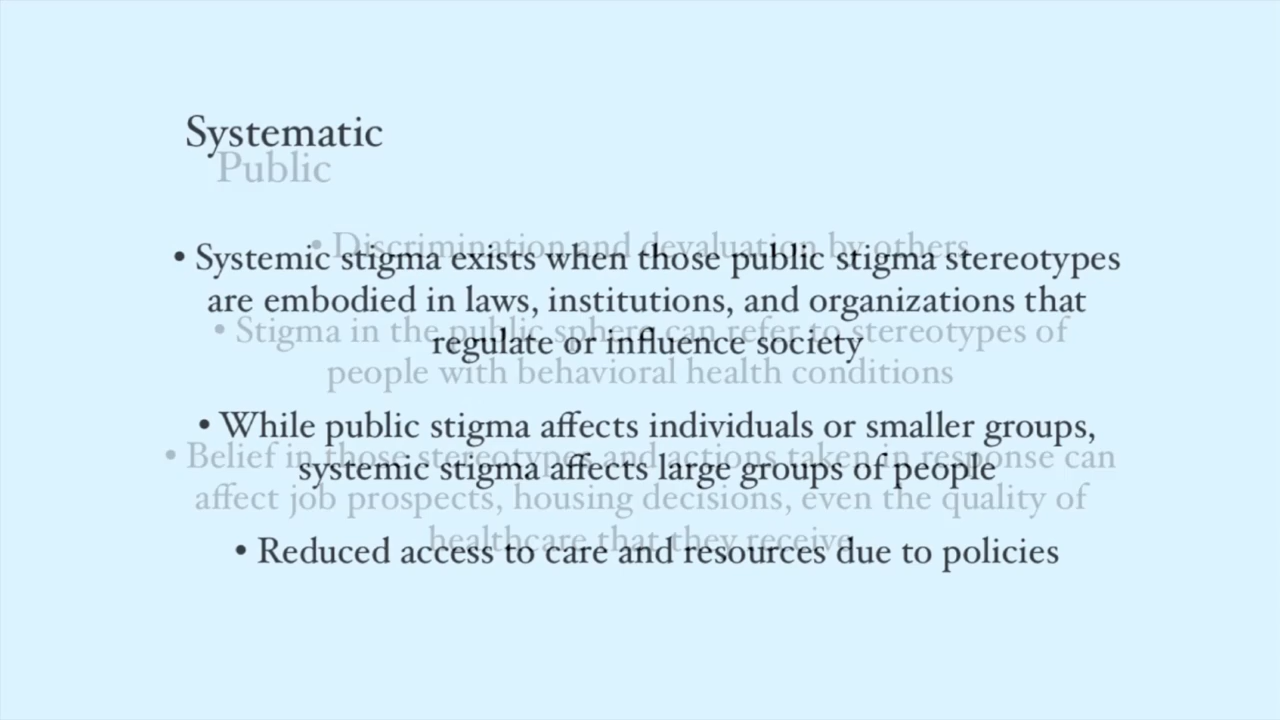 Systematic
Public
• Discrimination and devaluation by others
• Systemic stigma exists when those public stigma stereotypes
are embodied in laws, institutions, and organizations that
• Stigma in the public sphere can refer to stereotypes of
regulate or influence society
people with behavioral health conditions
• While public stigma affects individuals or smaller groups,
• Belief in those stereotypes and actions taken in response can
systemic stigma affects large groups of people
affect job prospects, housing decisions, even the quality of
healthcare that they receive
• Reduced access to care and resources due to policies